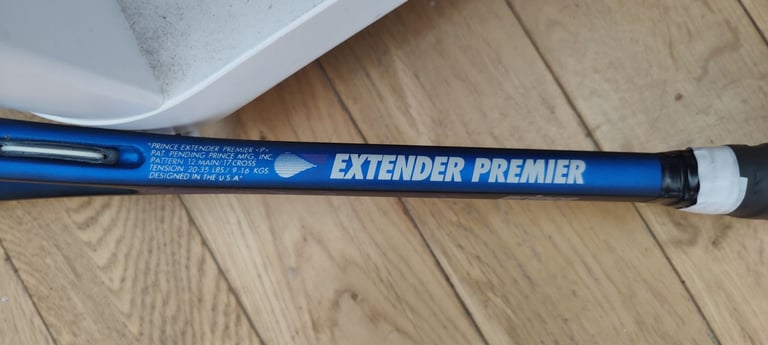 "PRINCE EXTENDER PREMIER <P>
PAT. PENDING PRINCE MFG. INC.
PATTERN: 12 MAIN/17 CROSS
TENSION: 20-35 LBS/9-16 KGS
DESIGNED IN THE U.S.A"
EXTENDER PREMIER